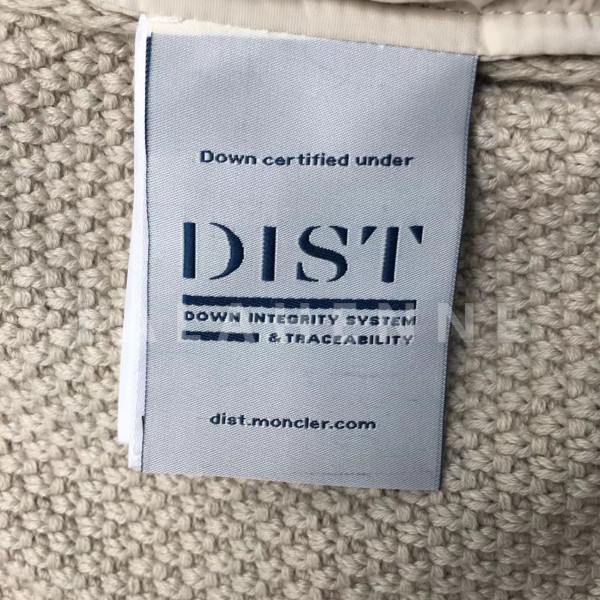 Down certified under
DIST
DOWN INTEGRITY SYSTEM
& TRACEABILITY
dist.moncler.com